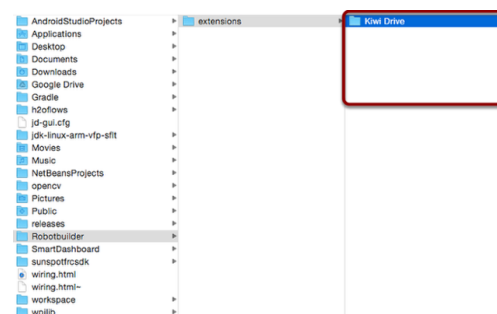 AndroidStudioProjects
Applications
Desktop
Documents
Downloads
Google Drive
Gradle
h2oflows
jd-gui.cfg
jdk-linux-arm-vfp-sflt
Movies
Music
NetBeansProjects
opencv
Pictures
Public
releases
Robotbuilder
SmartDashboard
sunspotfrcsdk
wiring.html
wiring.html~
workspace
wpilib
extensions
Kiwi Drive